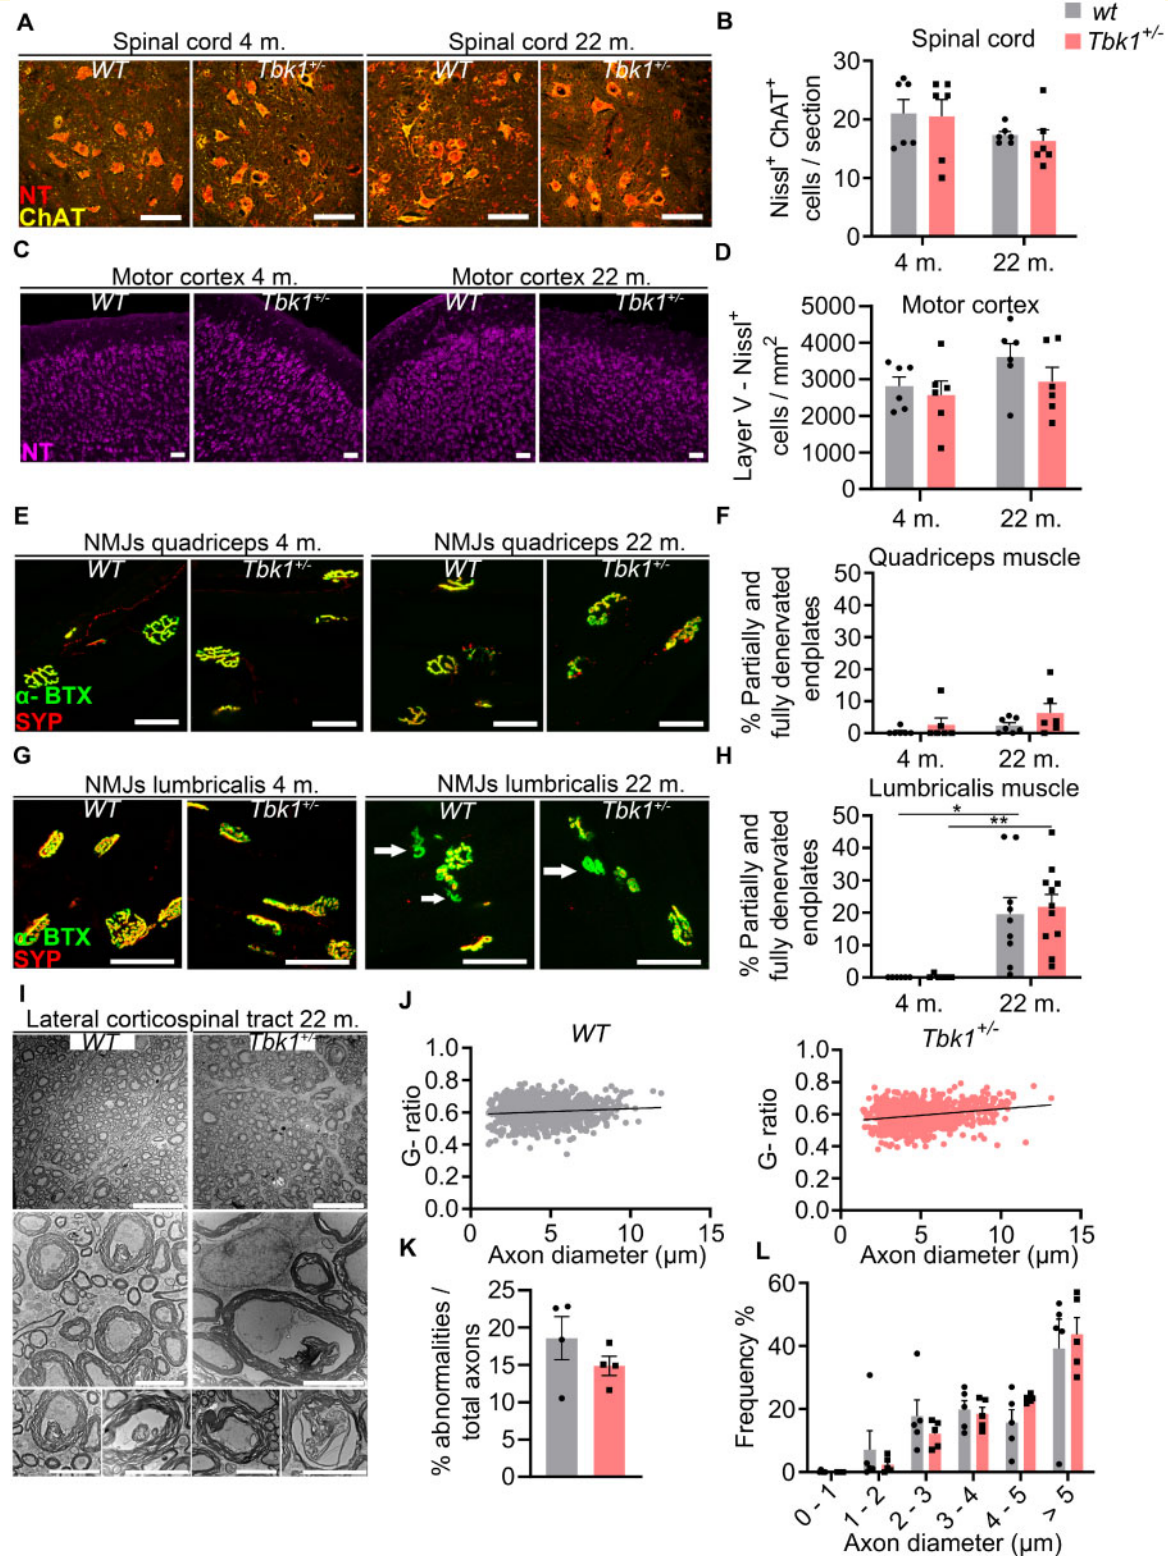 A
Spinal cord 4 m.
Spinal cord 22 m.
WT
Tbk1+/-
WT
Tbk1+/-
NT
ChAT
B
wt
Tbk1+/-
Spinal cord
Nissl+ ChAT+
cells / section
30
20
10
0
4 m.
22 m.
C
Motor cortex 4 m.
Motor cortex 22 m.
WT
Tbk1+/-
WT
Tbk1+/-
NT
D
Motor cortex
Layer V - Nissl+
cells / mm2
5000
4000
3000
2000
1000
0
4 m.
22 m.
E
NMJs quadriceps 4 m.
NMJs quadriceps 22 m.
WT
Tbk1+/-
WT
Tbk1+/-
α- BTX
SYP
F
Quadriceps muscle
% Partially and
fully denervated
endplates
50
40
30
20
10
0
4 m.
22 m.
G
NMJs lumbricalis 4 m.
NMJs lumbricalis 22 m.
WT
Tbk1+/-
WT
Tbk1+/-
α- BTX
SYP
H
Lumbricalis muscle
*
**
% Partially and
fully denervated
endplates
50
40
30
20
10
0
4 m.
22 m.
I
Lateral corticospinal tract 22 m.
WT
Tbk1+/-
J
WT
G- ratio
1.0
0.8
0.6
0.4
0.2
0.0
0
5
10
15
Axon diameter (µm)
Tbk1+/-
G- ratio
1.0
0.8
0.6
0.4
0.2
0.0
0
5
10
15
Axon diameter (µm)
K
% abnormalities /
total axons
25
20
15
10
5
0
L
Frequency %
60
40
20
0
0 - 1
1 - 2
2 - 3
3 - 4
4 - 5
> 5
Axon diameter (µm)